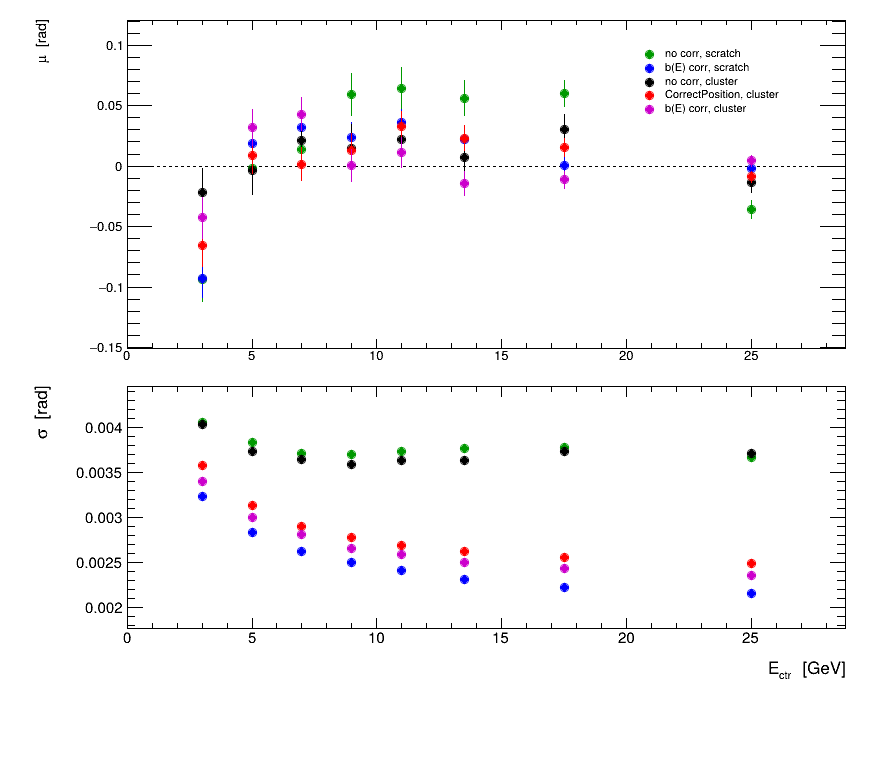 μ [rad]
0.1
0.05
0
−0.05
−0.1
−0.15
no corr, scratch
b(E) corr, scratch
no corr, cluster
CorrectPosition, cluster
b(E) corr, cluster
0 5 10 15 20 25
σ [rad]
0.004
0.0035
0.003
0.0025
0.002
0 5 10 15 20 25
E_ctr [GeV]